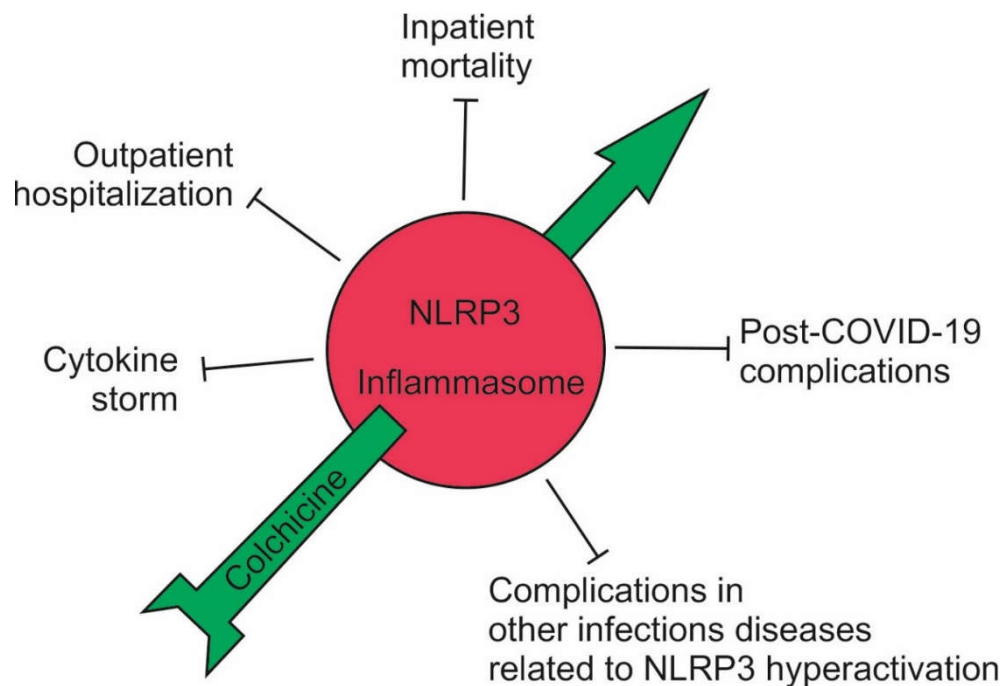 Inpatient
mortality
Outpatient
hospitalization
NLRP3
Inflammasome
Cytokine
storm
Post-COVID-19
complications
Colchicine
Complications in
other infections diseases
related to NLRP3 hyperactivation